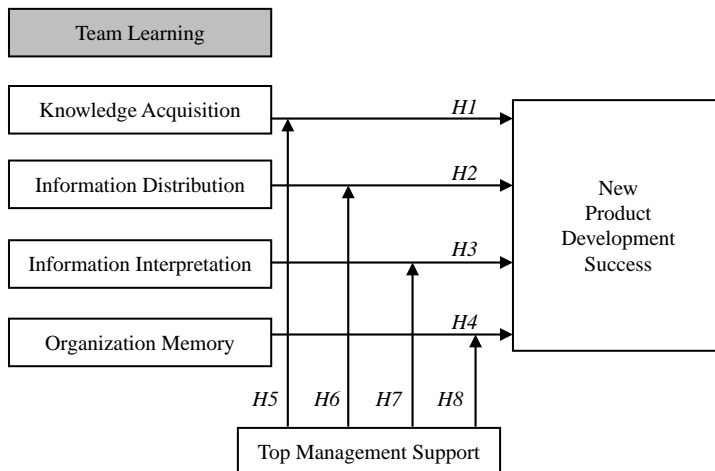 Team Learning
Knowledge Acquisition
H1
Information Distribution
H2
Information Interpretation
H3
Organization Memory
H4
New
Product
Development
Success
H5
H6
H7
H8
Top Management Support